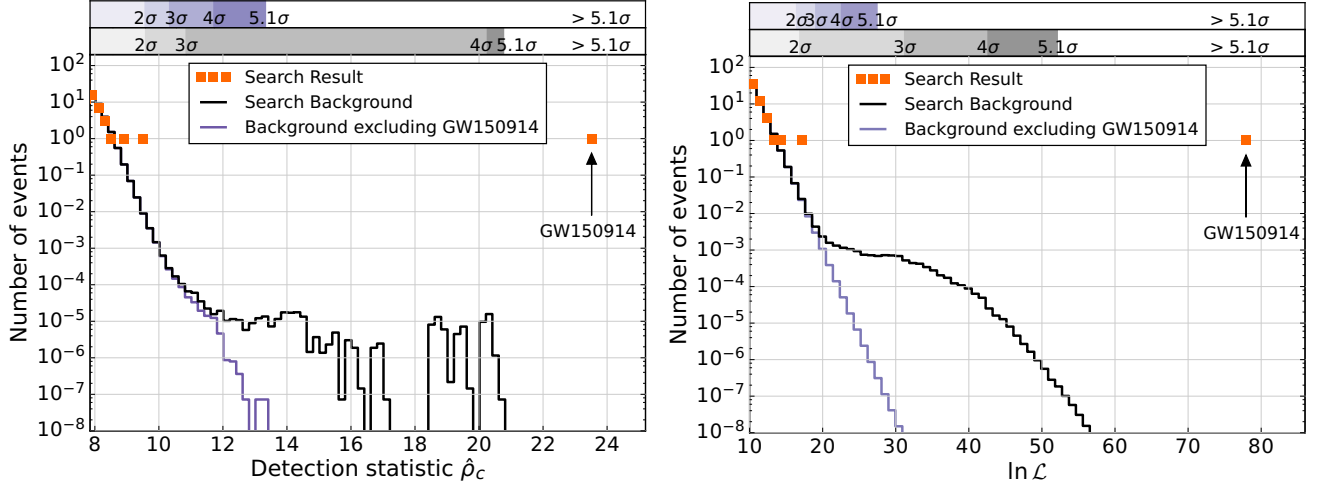 2σ 3σ 4σ 5.1σ > 5.1σ
2σ 3σ 4σ 5.1σ > 5.1σ
Search Result
Search Background
Background excluding GW150914
GW150914
10²
10¹
10⁰
10⁻¹
10⁻²
10⁻³
10⁻⁴
10⁻⁵
10⁻⁶
10⁻⁷
10⁻⁸
Number of events
8 10 12 14 16 18 20 22 24
Detection statistic ρ̂c
2σ3σ4σ5.1σ > 5.1σ
2σ 3σ 4σ 5.1σ > 5.1σ
Search Result
Search Background
Background excluding GW150914
GW150914
10²
10¹
10⁰
10⁻¹
10⁻²
10⁻³
10⁻⁴
10⁻⁵
10⁻⁶
10⁻⁷
10⁻⁸
Number of events
10 20 30 40 50 60 70 80
ln ℒ